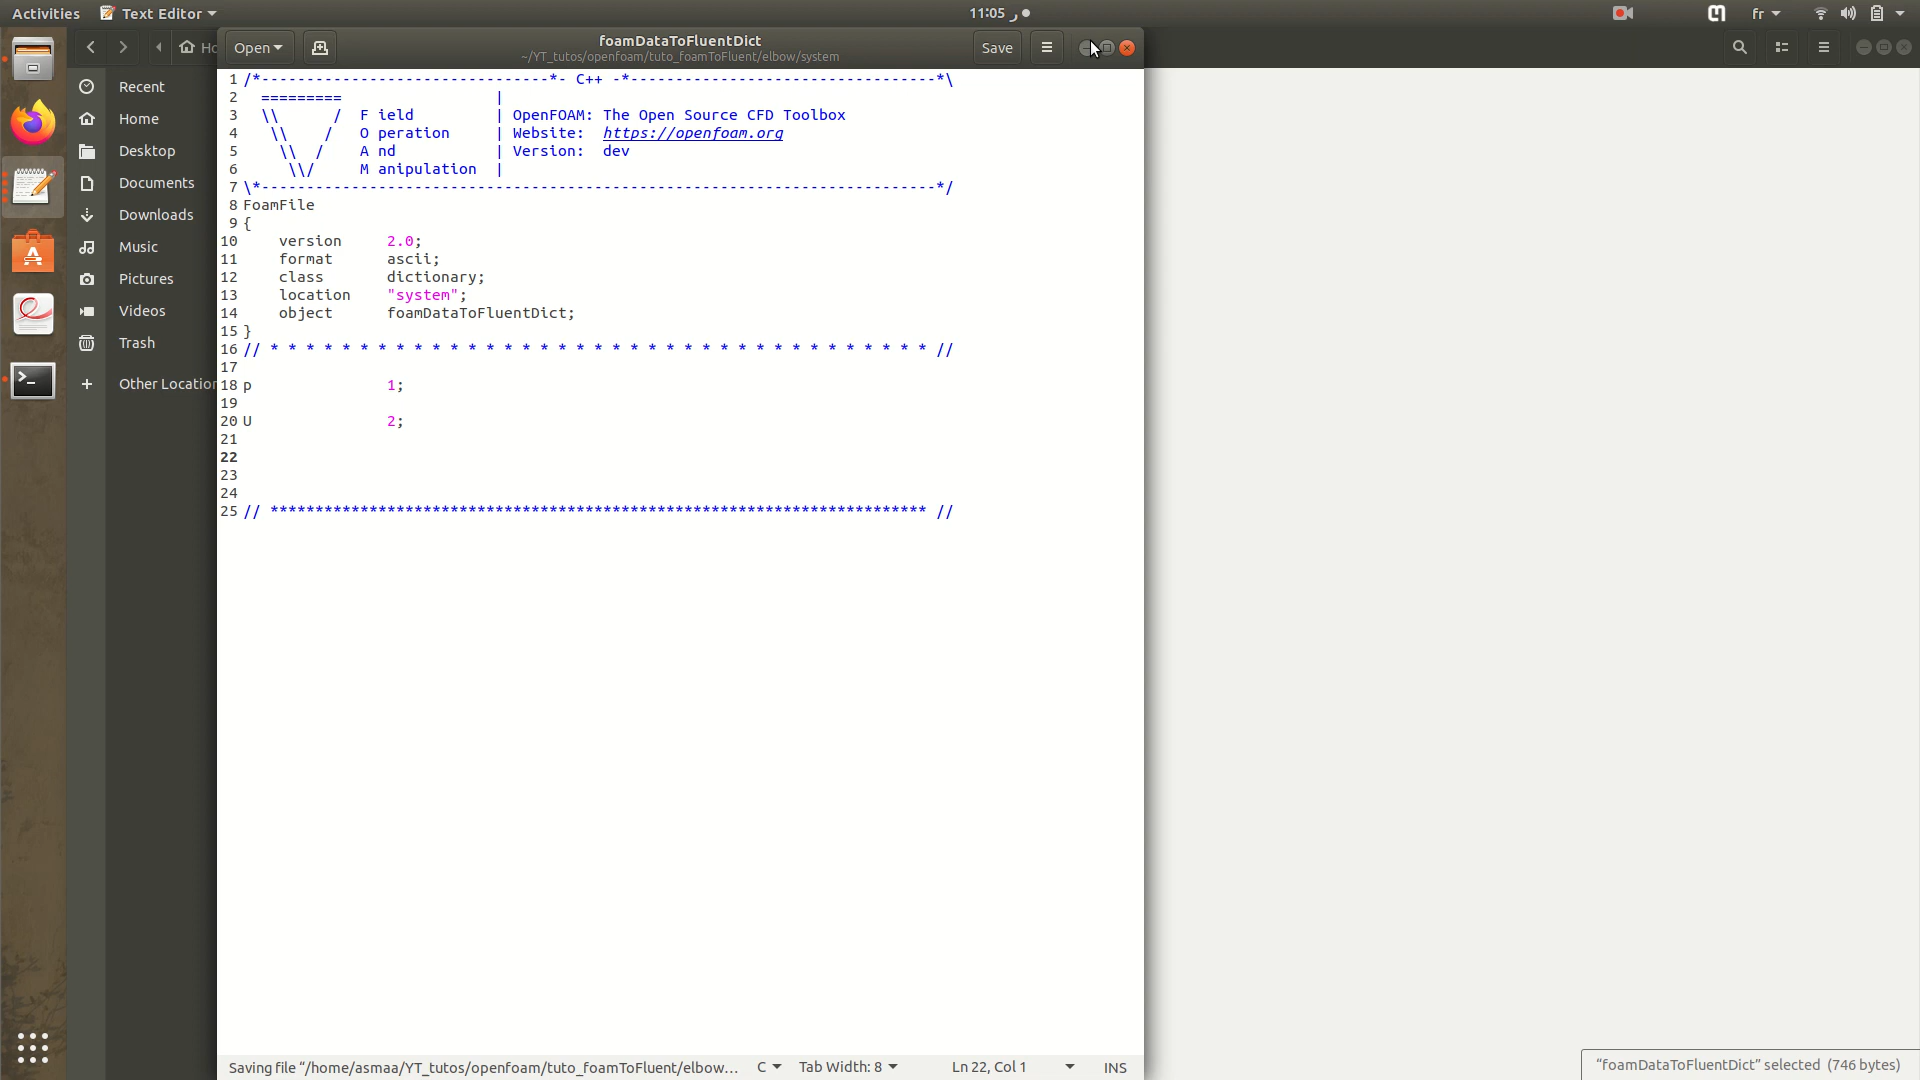 Activities Text Editor 11:05 ر fr
Ho Open foamDataToFluentDict Save
~/YT_tutos/openfoam/tuto_foamToFluent/elbow/system
Recent
Home
Desktop
Documents
Downloads
Music
Pictures
Videos
Trash
+ Other Location
1 /*--------------------------------*- C++ -*----------------------------------*\
2   =========                 |
3   \\      /  F ield         | OpenFOAM: The Open Source CFD Toolbox
4    \\    /   O peration     | Website:  https://openfoam.org
5     \\  /    A nd           | Version:  dev
6      \\/     M anipulation  |
7 \*---------------------------------------------------------------------------*/
8 FoamFile
9 {
10     version     2.0;
11     format      ascii;
12     class       dictionary;
13     location    "system";
14     object      foamDataToFluentDict;
15 }
16 // * * * * * * * * * * * * * * * * * * * * * * * * * * * * * * * * * * * * * //
17
18 p               1;
19
20 U               2;
21
22
23
24
25 // ************************************************************************* //
Saving file “/home/asmaa/YT_tutos/openfoam/tuto_foamToFluent/elbow… C Tab Width: 8 Ln 22, Col 1 INS
“foamDataToFluentDict” selected (746 bytes)